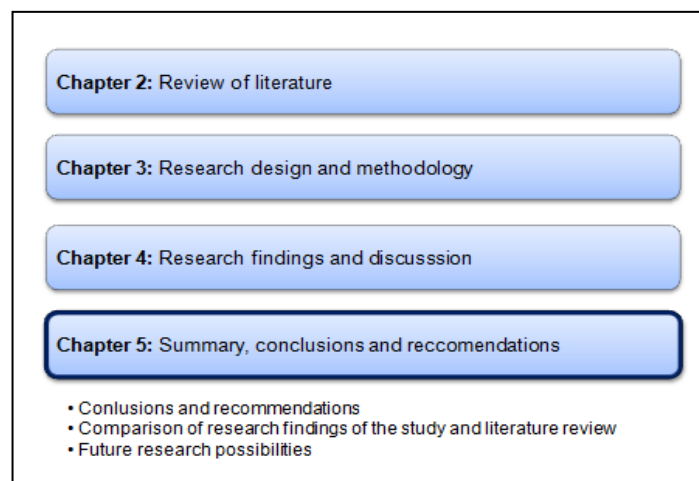 Chapter 2: Review of literature
Chapter 3: Research design and methodology
Chapter 4: Research findings and discusssion
Chapter 5: Summary, conclusions and reccomendations
• Conlusions and recommendations
• Comparison of research findings of the study and literature review
• Future research possibilities